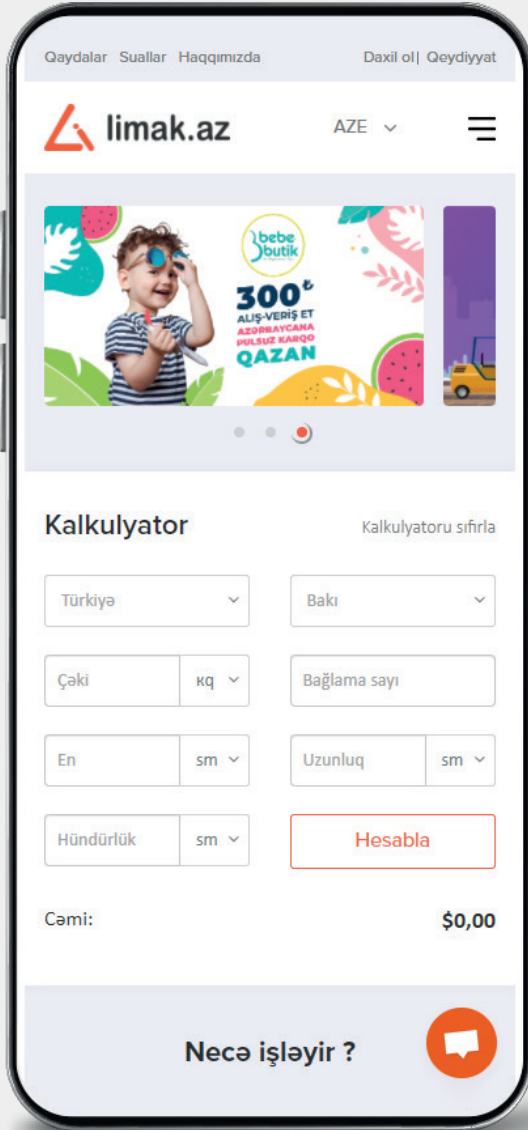 Qaydalar Suallar Haqqımızda Daxil ol| Qeydiyyat
limak.az AZE
bebe
butik
300₺
ALIŞ-VERİŞ ET
AZƏRBAYCANA
PULSUZ KARQO
QAZAN
Kalkulyator Kalkulyatoru sıfırla
Türkiyə Bakı
Çəki кq Bağlama sayı
En sm Uzunluq sm
Hündürlük sm Hesabla
Cəmi: $0,00
Necə işləyir ?